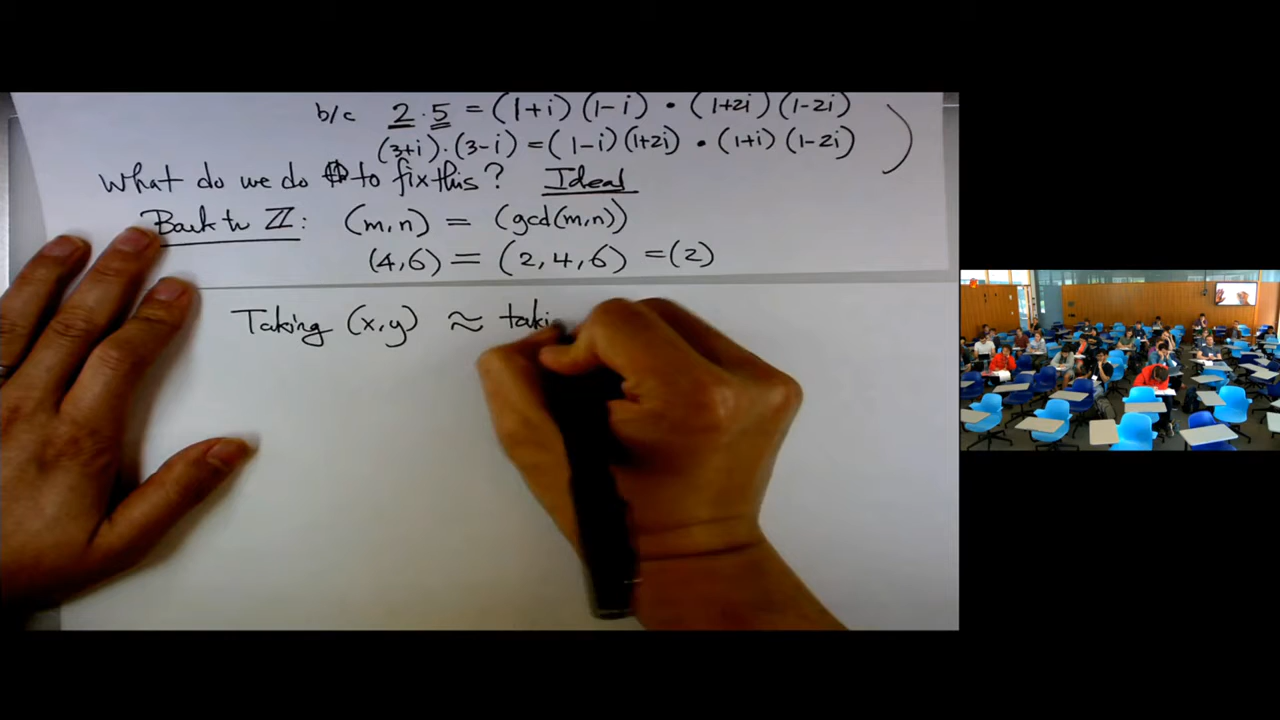 b/c 2·5 = (1+i)(1-i) • (1+2i)(1-2i)
(3+i)·(3-i) = (1-i)(1+2i) • (1+i)(1-2i)
What do we do to fix this? Ideal
Back to ℤ: (m,n) = (gcd(m,n))
(4,6) = (2,4,6) = (2)
Taking (x,y) ≈ taki